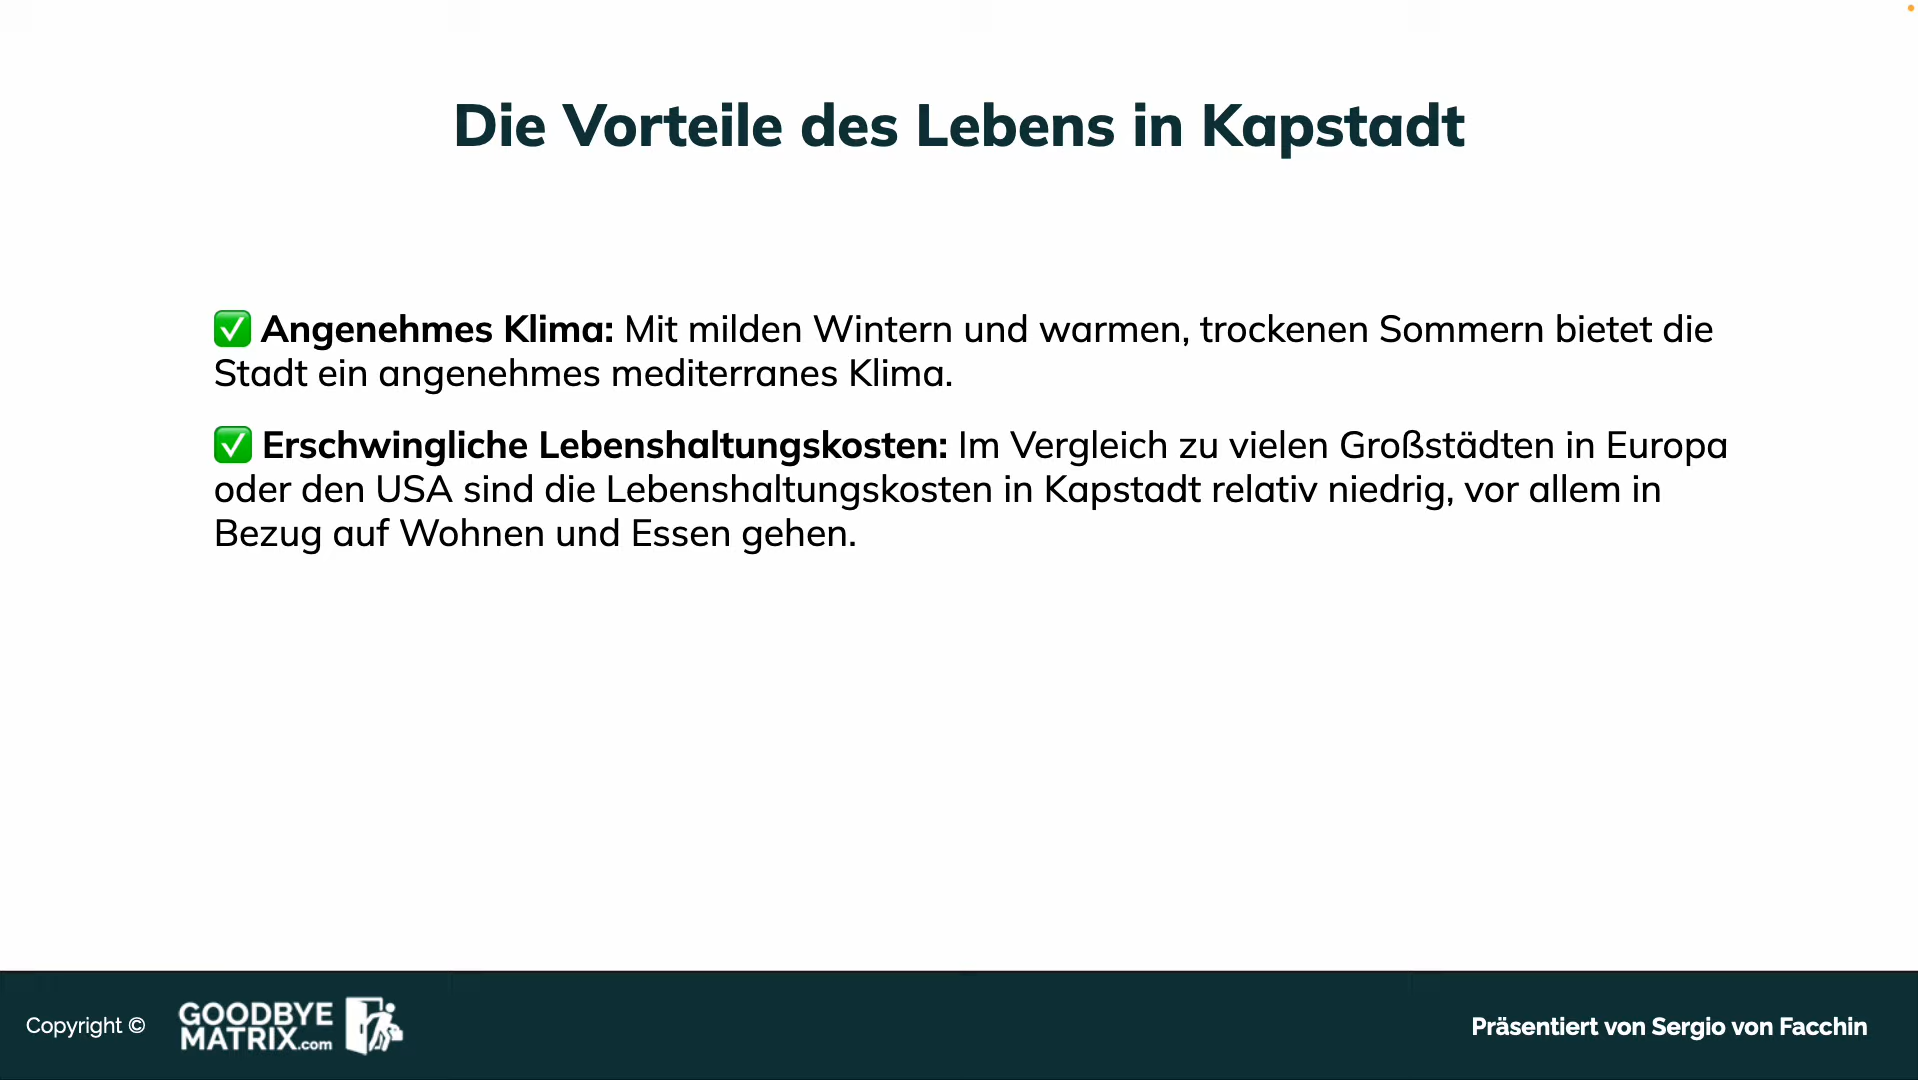 Die Vorteile des Lebens in Kapstadt
✅ Angenehmes Klima: Mit milden Wintern und warmen, trockenen Sommern bietet die
Stadt ein angenehmes mediterranes Klima.
✅ Erschwingliche Lebenshaltungskosten: Im Vergleich zu vielen Großstädten in Europa
oder den USA sind die Lebenshaltungskosten in Kapstadt relativ niedrig, vor allem in
Bezug auf Wohnen und Essen gehen.
Copyright ©
GOODBYE
MATRIX.com
Präsentiert von Sergio von Facchin